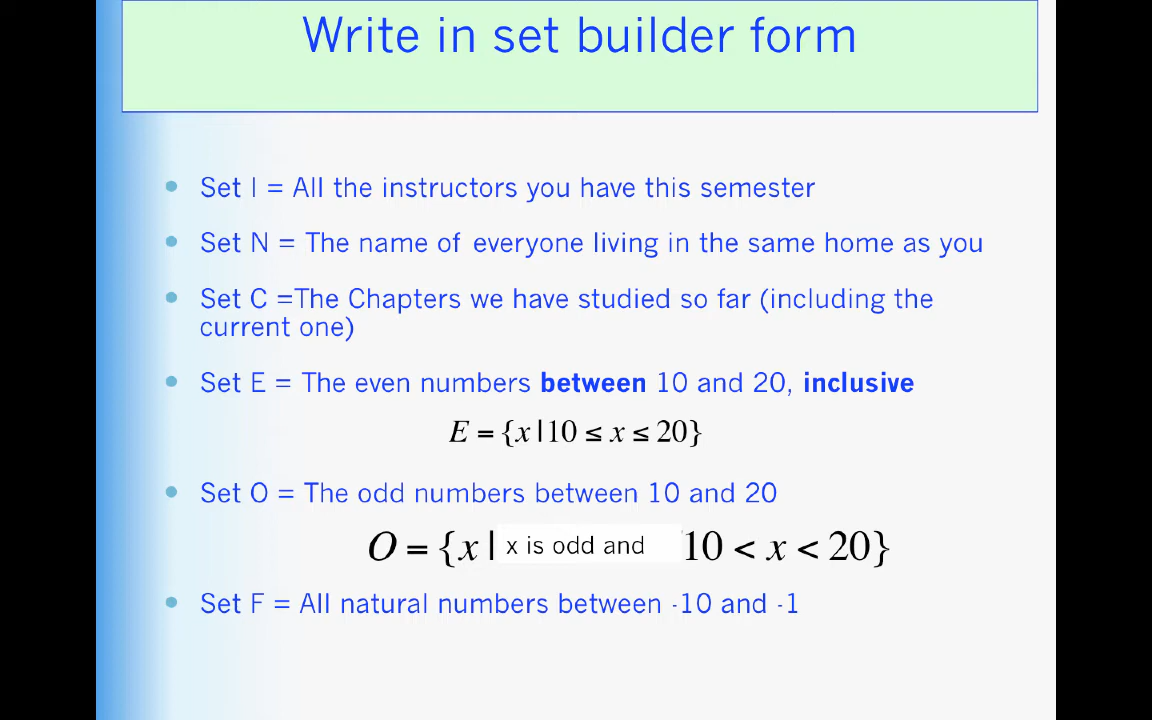 Write in set builder form
Set I = All the instructors you have this semester
Set N = The name of everyone living in the same home as you
Set C =The Chapters we have studied so far (including the
current one)
Set E = The even numbers between 10 and 20, inclusive
E = {x | 10 ≤ x ≤ 20}
Set O = The odd numbers between 10 and 20
O = {x | x is odd and 10 < x < 20}
Set F = All natural numbers between -10 and -1